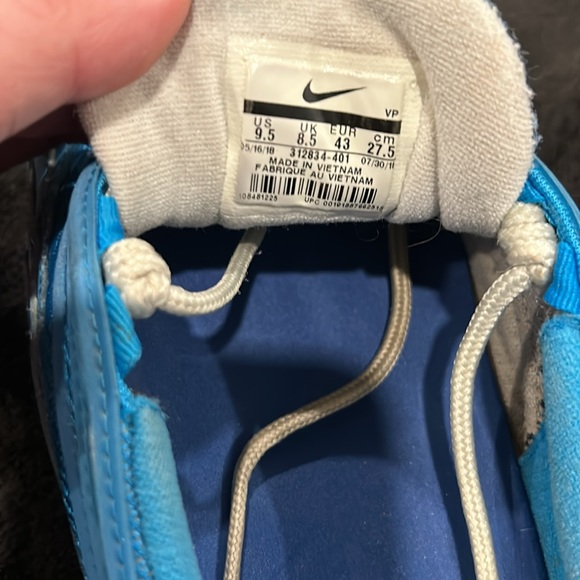 VP
US UK EUR cm
9.5 8.5 43 27.5
05/16/18 312834-401 07/30/18
MADE IN VIETNAM
FABRIQUE AU VIETNAM